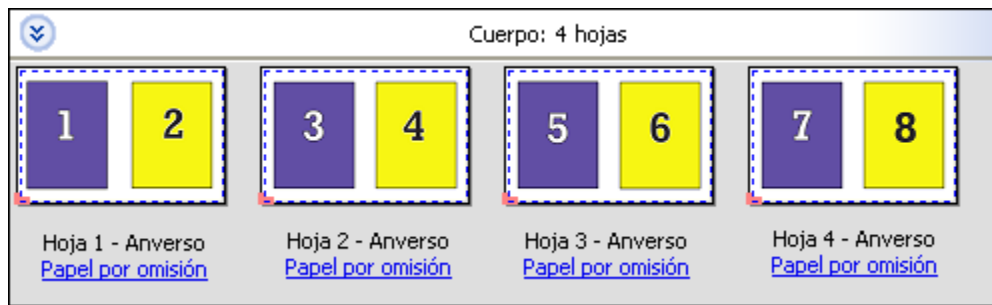 Cuerpo: 4 hojas
1 2 3 4 5 6 7 8
Hoja 1 - Anverso
Papel por omisión
Hoja 2 - Anverso
Papel por omisión
Hoja 3 - Anverso
Papel por omisión
Hoja 4 - Anverso
Papel por omisión